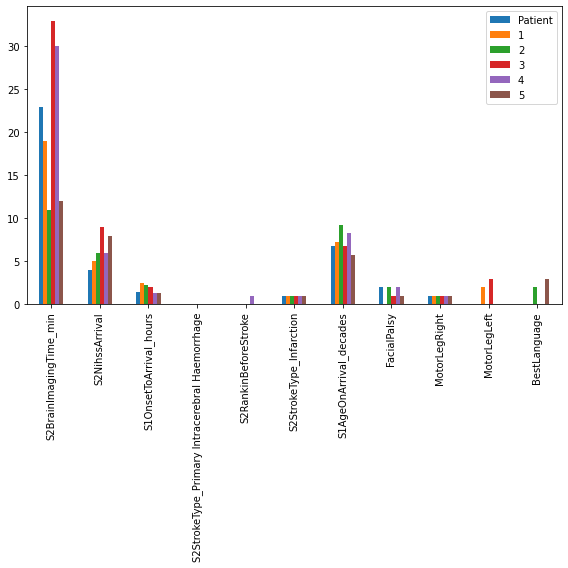 30
25
20
15
10
5
0
Patient
1
2
3
4
5
S2BrainImagingTime_min
S2NihssArrival
S1OnsetToArrival_hours
S2StrokeType_Primary Intracerebral Haemorrhage
S2RankinBeforeStroke
S2StrokeType_Infarction
S1AgeOnArrival_decades
FacialPalsy
MotorLegRight
MotorLegLeft
BestLanguage